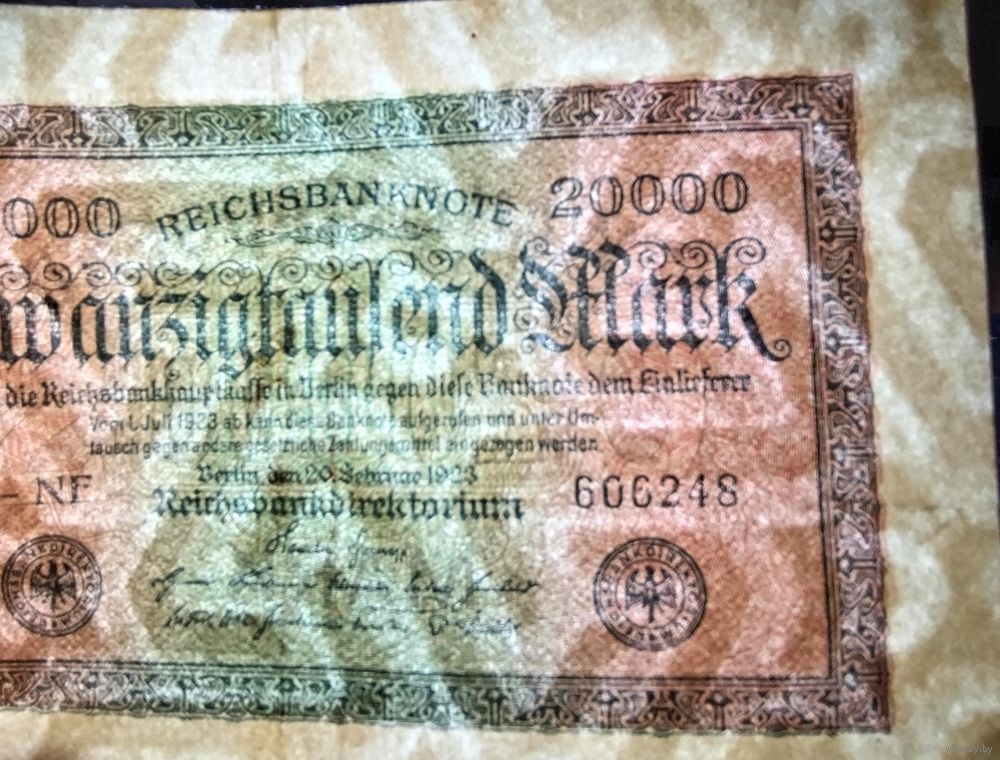 000 REICHSBANKNOTE 20000
wanzigtausend Mark
die Reichsbankhauptkasse in Berlin gegen diese Banknote dem Einlieferer
Vom 1. Juli 1923 ab kann diese Banknote aufgerufen und unter Um-
tausch gegen andere gesetzliche Zahlungsmittel eingezogen werden
Berlin, den 20. Februar 1923
- NF Reichsbankdirektorium 606248